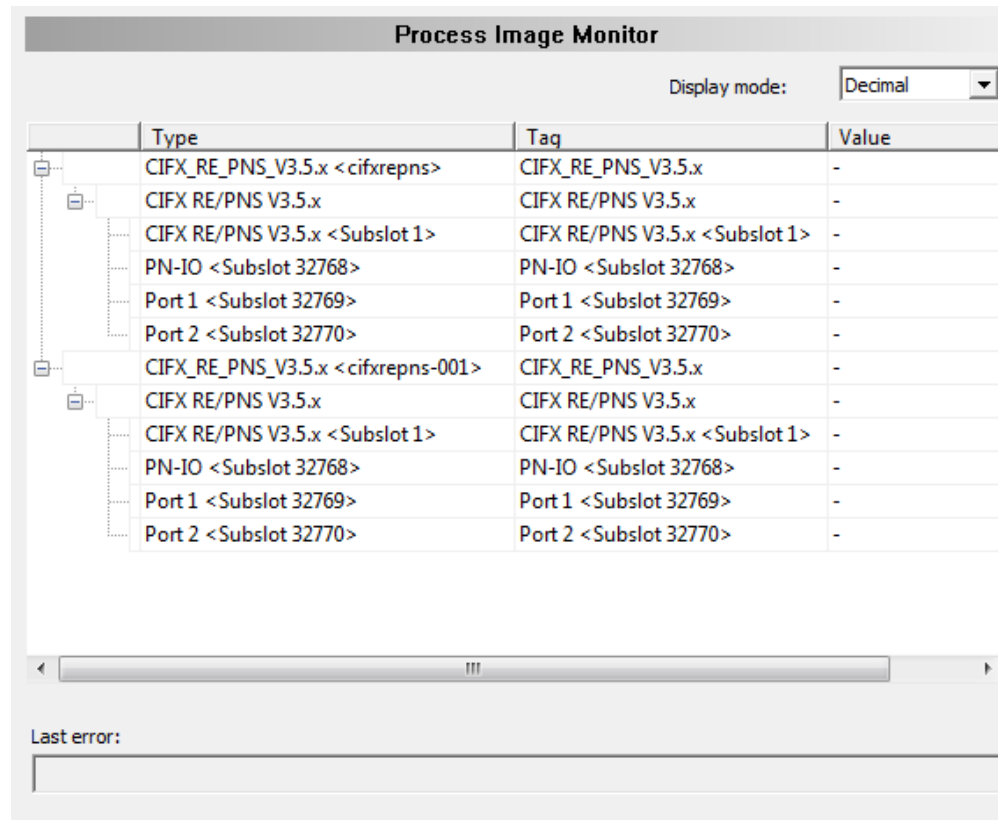 Process Image Monitor
Display mode: Decimal
Type Tag Value
CIFX_RE_PNS_V3.5.x <cifxrepns> CIFX_RE_PNS_V3.5.x -
CIFX RE/PNS V3.5.x CIFX RE/PNS V3.5.x -
CIFX RE/PNS V3.5.x <Subslot 1> CIFX RE/PNS V3.5.x <Subslot 1> -
PN-IO <Subslot 32768> PN-IO <Subslot 32768> -
Port 1 <Subslot 32769> Port 1 <Subslot 32769> -
Port 2 <Subslot 32770> Port 2 <Subslot 32770> -
CIFX_RE_PNS_V3.5.x <cifxrepns-001> CIFX_RE_PNS_V3.5.x -
CIFX RE/PNS V3.5.x CIFX RE/PNS V3.5.x -
CIFX RE/PNS V3.5.x <Subslot 1> CIFX RE/PNS V3.5.x <Subslot 1> -
PN-IO <Subslot 32768> PN-IO <Subslot 32768> -
Port 1 <Subslot 32769> Port 1 <Subslot 32769> -
Port 2 <Subslot 32770> Port 2 <Subslot 32770> -
Last error: